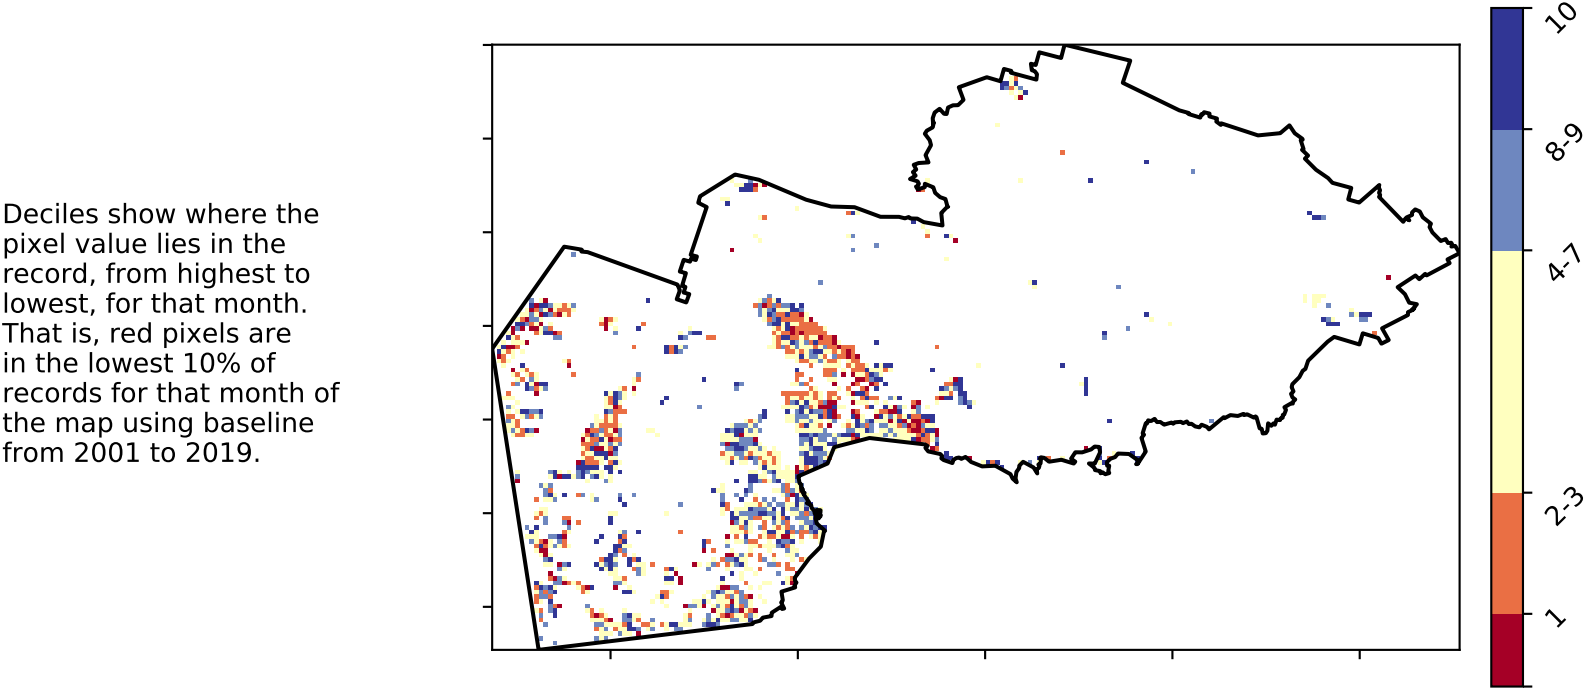 Deciles show where the
pixel value lies in the
record, from highest to
lowest, for that month.
That is, red pixels are
in the lowest 10% of
records for that month of
the map using baseline
from 2001 to 2019.
10
8-9
4-7
2-3
1